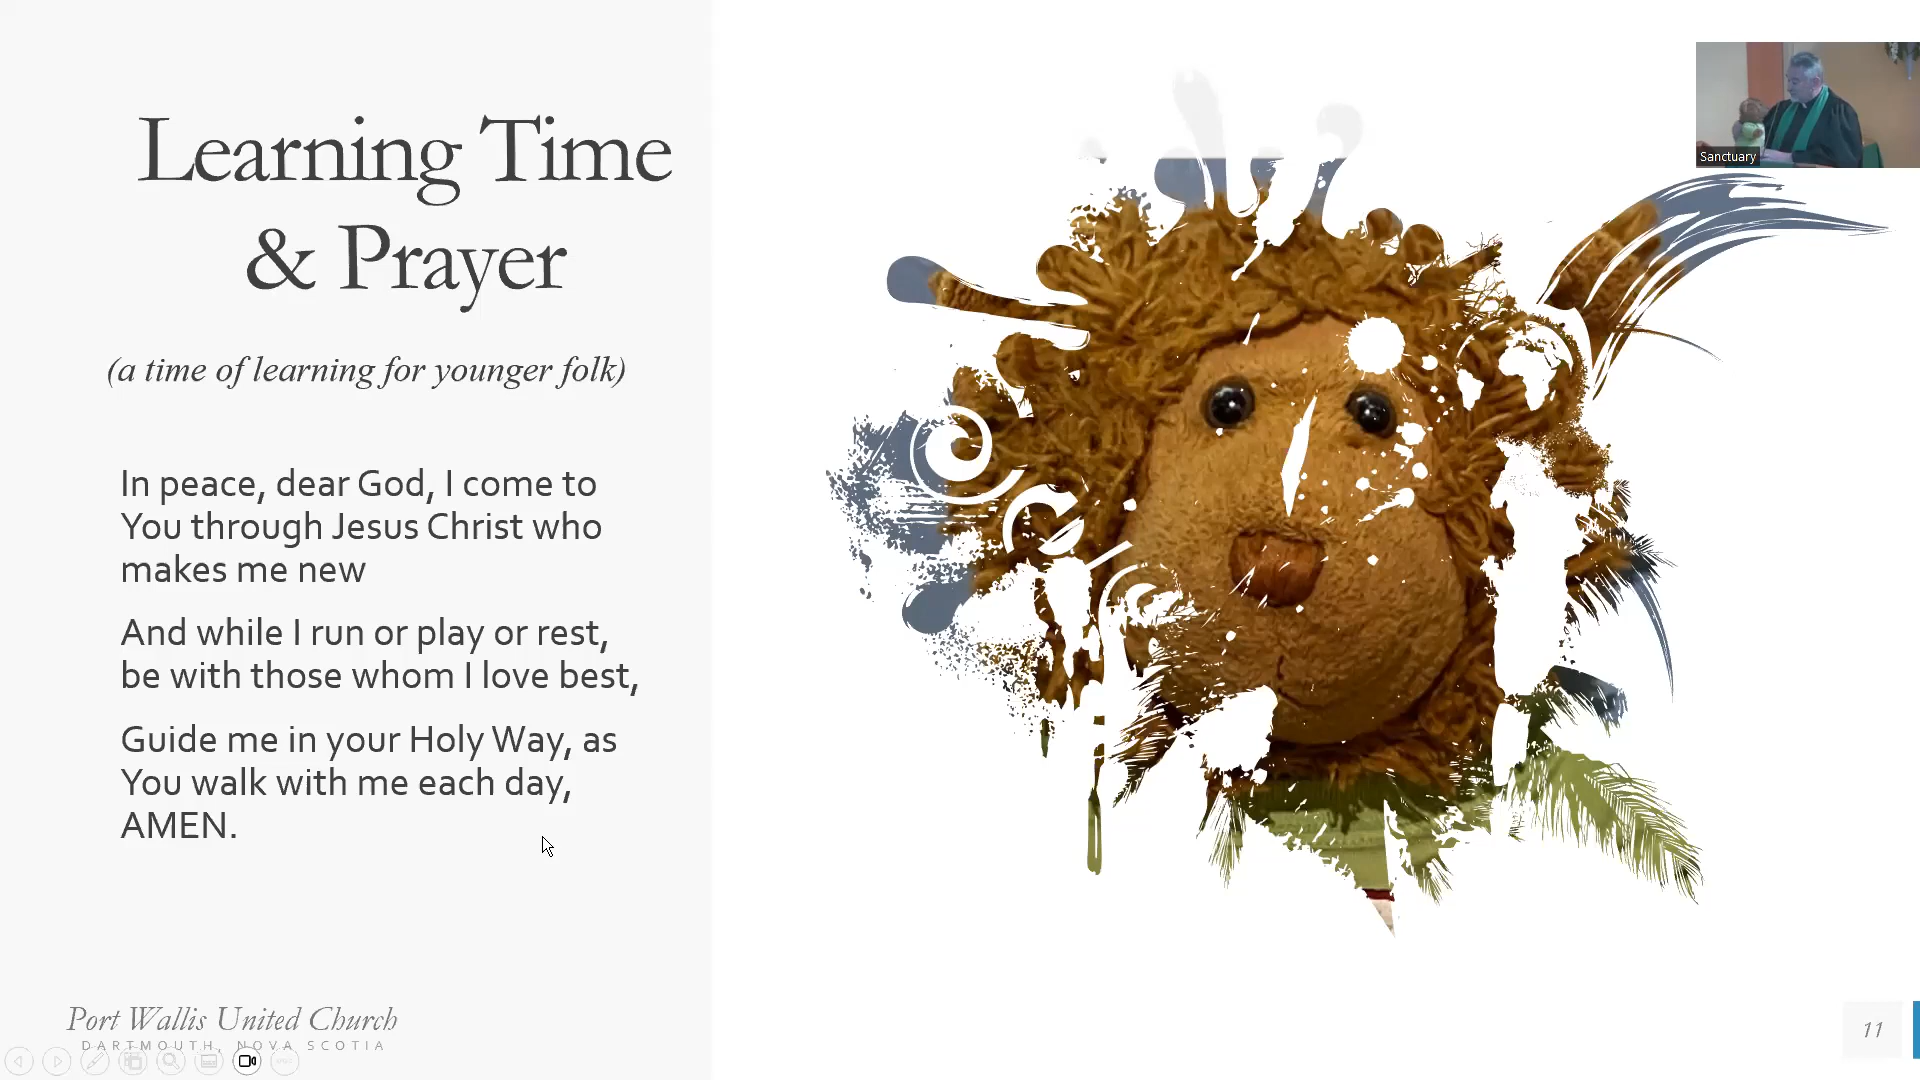 Learning Time
& Prayer
(a time of learning for younger folk)
In peace, dear God, I come to
You through Jesus Christ who
makes me new
And while I run or play or rest,
be with those whom I love best,
Guide me in your Holy Way, as
You walk with me each day,
AMEN.
Port Wallis United Church
DARTMOUTH, NOVA SCOTIA
Sanctuary
11